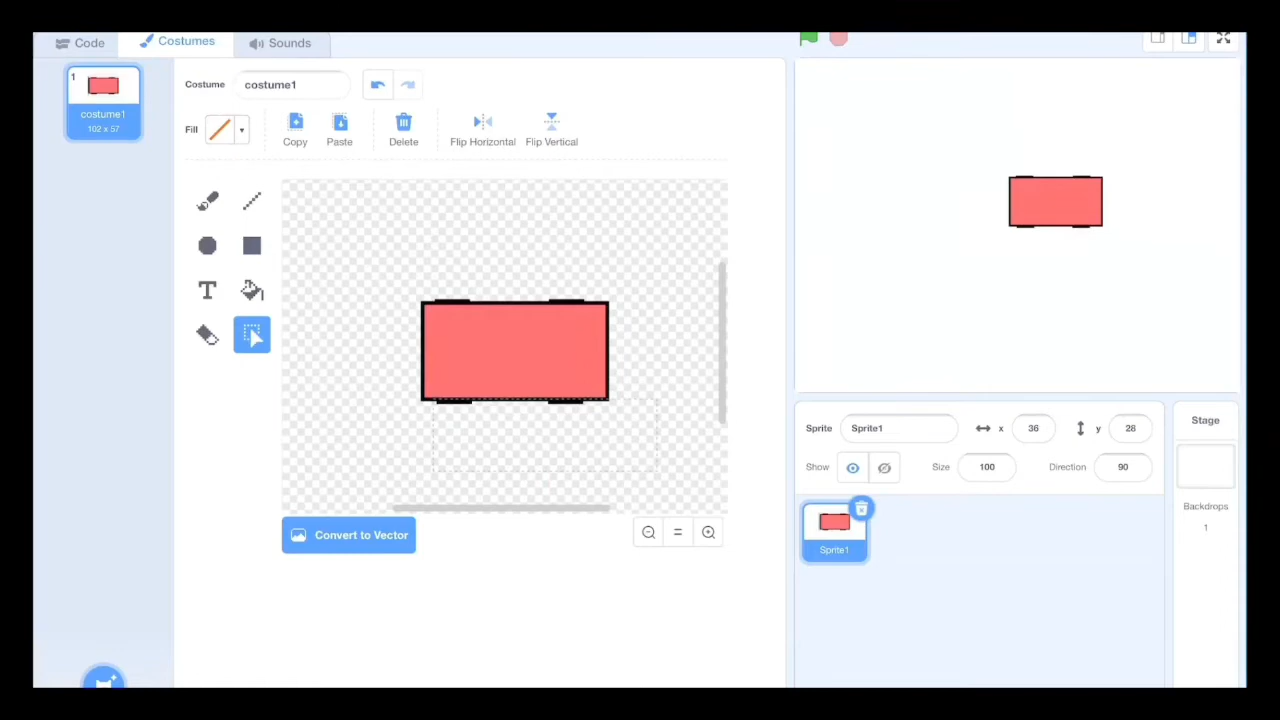 Code
Costumes
Sounds
1
costume1
102 x 57
Costume
costume1
Fill
Copy
Paste
Delete
Flip Horizontal
Flip Vertical
T
Convert to Vector
Sprite
Sprite1
x
36
y
28
Show
Size
100
Direction
90
Sprite1
Stage
Backdrops
1